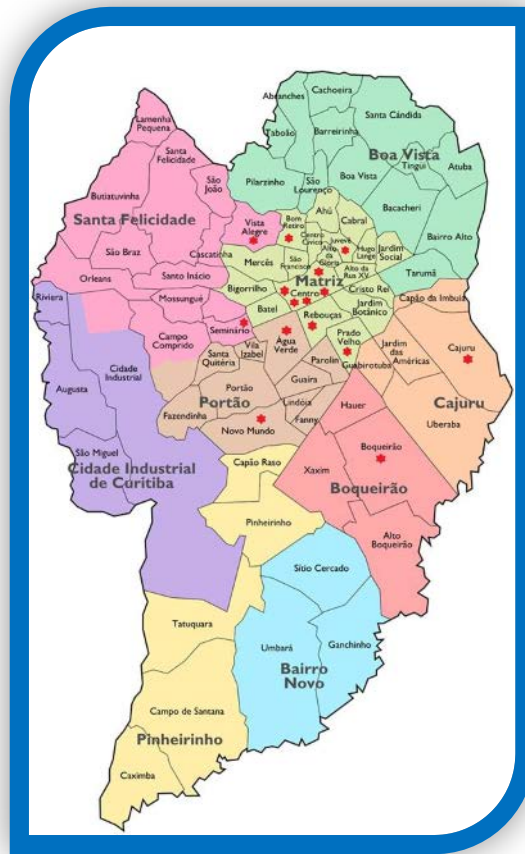 Lamenha
Pequena
Santa
Felicidade
São
João
Butiatuvinha
Santa Felicidade
São Braz
Cascatinha
Orleans
Santo Inácio
Mossunguê
Campo
Comprido
Seminário
Vista
Alegre
Abranches
Cachoeira
Taboão
Barreirinha
Santa Cândida
Boa Vista
Tingui
Atuba
Pilarzinho
São
Lourenço
Boa Vista
Bacacheri
Bairro Alto
Tarumã
Bom
Retiro
Ahú
Cabral
Centro
Cívico
Juvevê
Hugo
Lange
Jardim
Social
Mercês
São
Francisco
Alto
da
Glória
Alto da
Rua XV
Matriz
Bigorrilho
Centro
Cristo Rei
Batel
Rebouças
Jardim
Botânico
Prado
Velho
Capão da Imbuia
Jardim
das
Américas
Cajuru
Guabirotuba
Cajuru
Uberaba
Riviera
Cidade
Industrial
Augusta
São Miguel
Cidade Industrial
de Curitiba
Santa
Quitéria
Vila
Izabel
Água
Verde
Parolin
Portão
Guaíra
Fazendinha
Portão
Lindóia
Fanny
Novo Mundo
Hauer
Xaxim
Boqueirão
Boqueirão
Alto
Boqueirão
Capão Raso
Pinheirinho
Sítio Cercado
Tatuquara
Umbará
Ganchinho
Bairro
Novo
Campo de Santana
Pinheirinho
Caximba